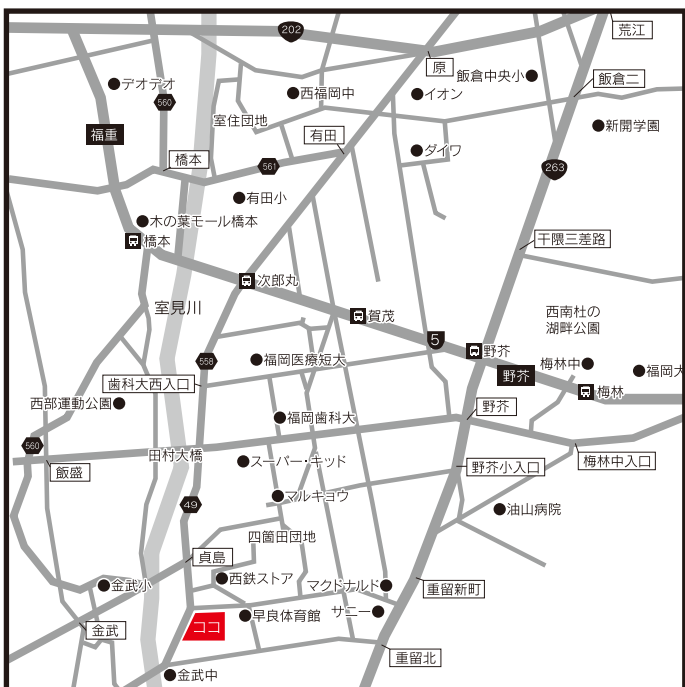 202
荒江
原
飯倉中央小
飯倉二
デオデオ
560
西福岡中
イオン
室住団地
福重
有田
新開学園
橋本
561
ダイワ
263
有田小
木の葉モール橋本
橋本
干隈三差路
次郎丸
室見川
賀茂
西南杜の
湖畔公園
5
野芥
558
福岡医療短大
梅林中
福岡大
野芥
歯科大西入口
梅林
西部運動公園
福岡歯科大
野芥
560
田村大橋
飯盛
スーパー・キッド
野芥小入口
梅林中入口
マルキョウ
49
油山病院
四箇田団地
貞島
西鉄ストア
金武小
マクドナルド
重留新町
早良体育館
サニー
ココ
金武
重留北
金武中